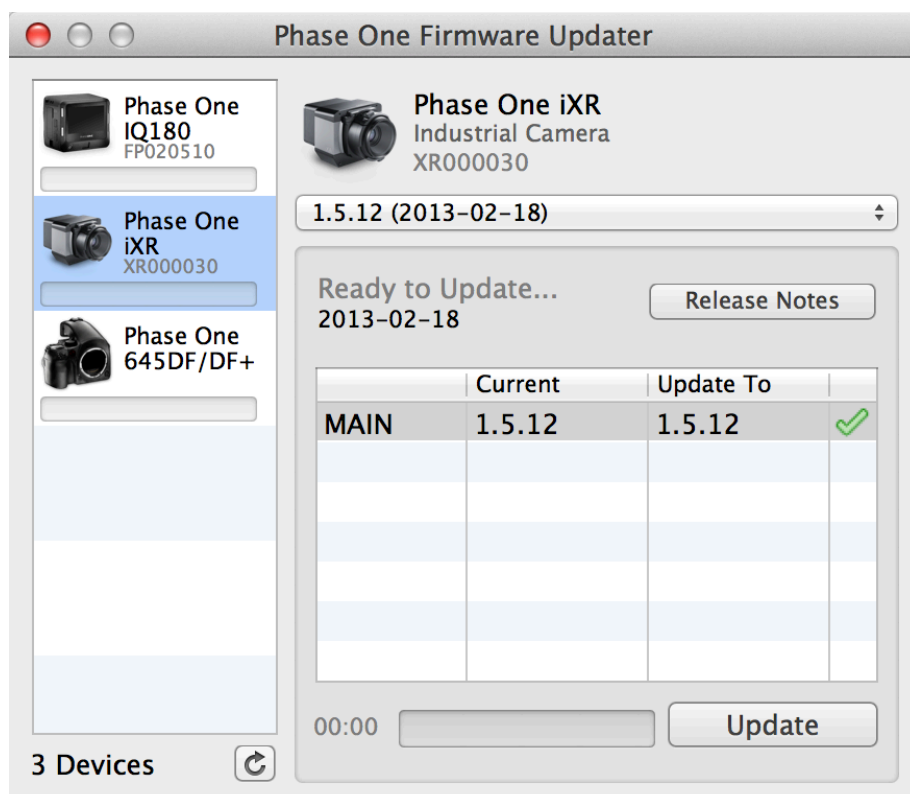 Phase One Firmware Updater
Phase One
IQ180
FP020510
Phase One
iXR
XR000030
Phase One
645DF/DF+
3 Devices
Phase One iXR
Industrial Camera
XR000030
1.5.12 (2013-02-18)
Ready to Update...
2013-02-18
Release Notes
Current Update To
MAIN 1.5.12 1.5.12
00:00 Update